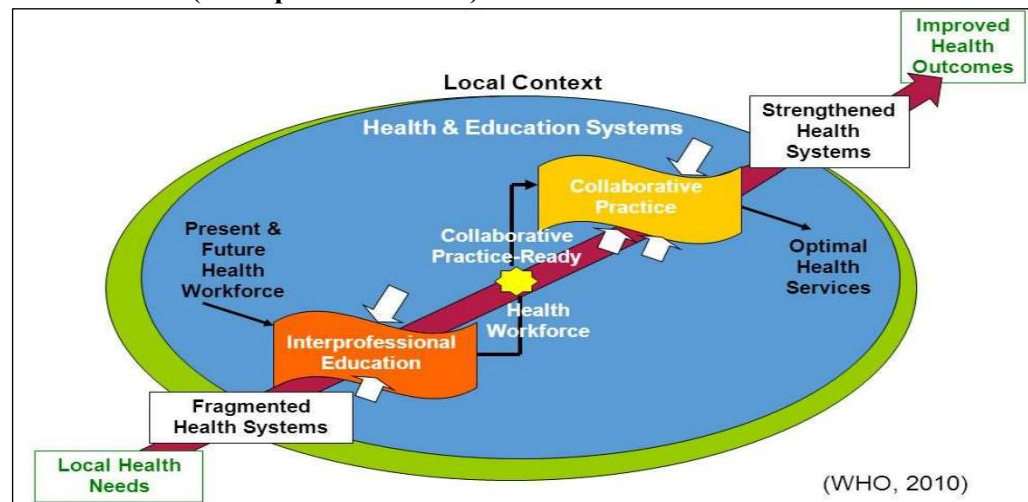 Improved
Health
Outcomes
Local Context
Strengthened
Health
Systems
Health & Education Systems
Collaborative
Practice
Present &
Future
Health
Workforce
Collaborative
Practice-Ready
Optimal
Health
Services
Health
Workforce
Interprofessional
Education
Fragmented
Health Systems
Local Health
Needs
(WHO, 2010)